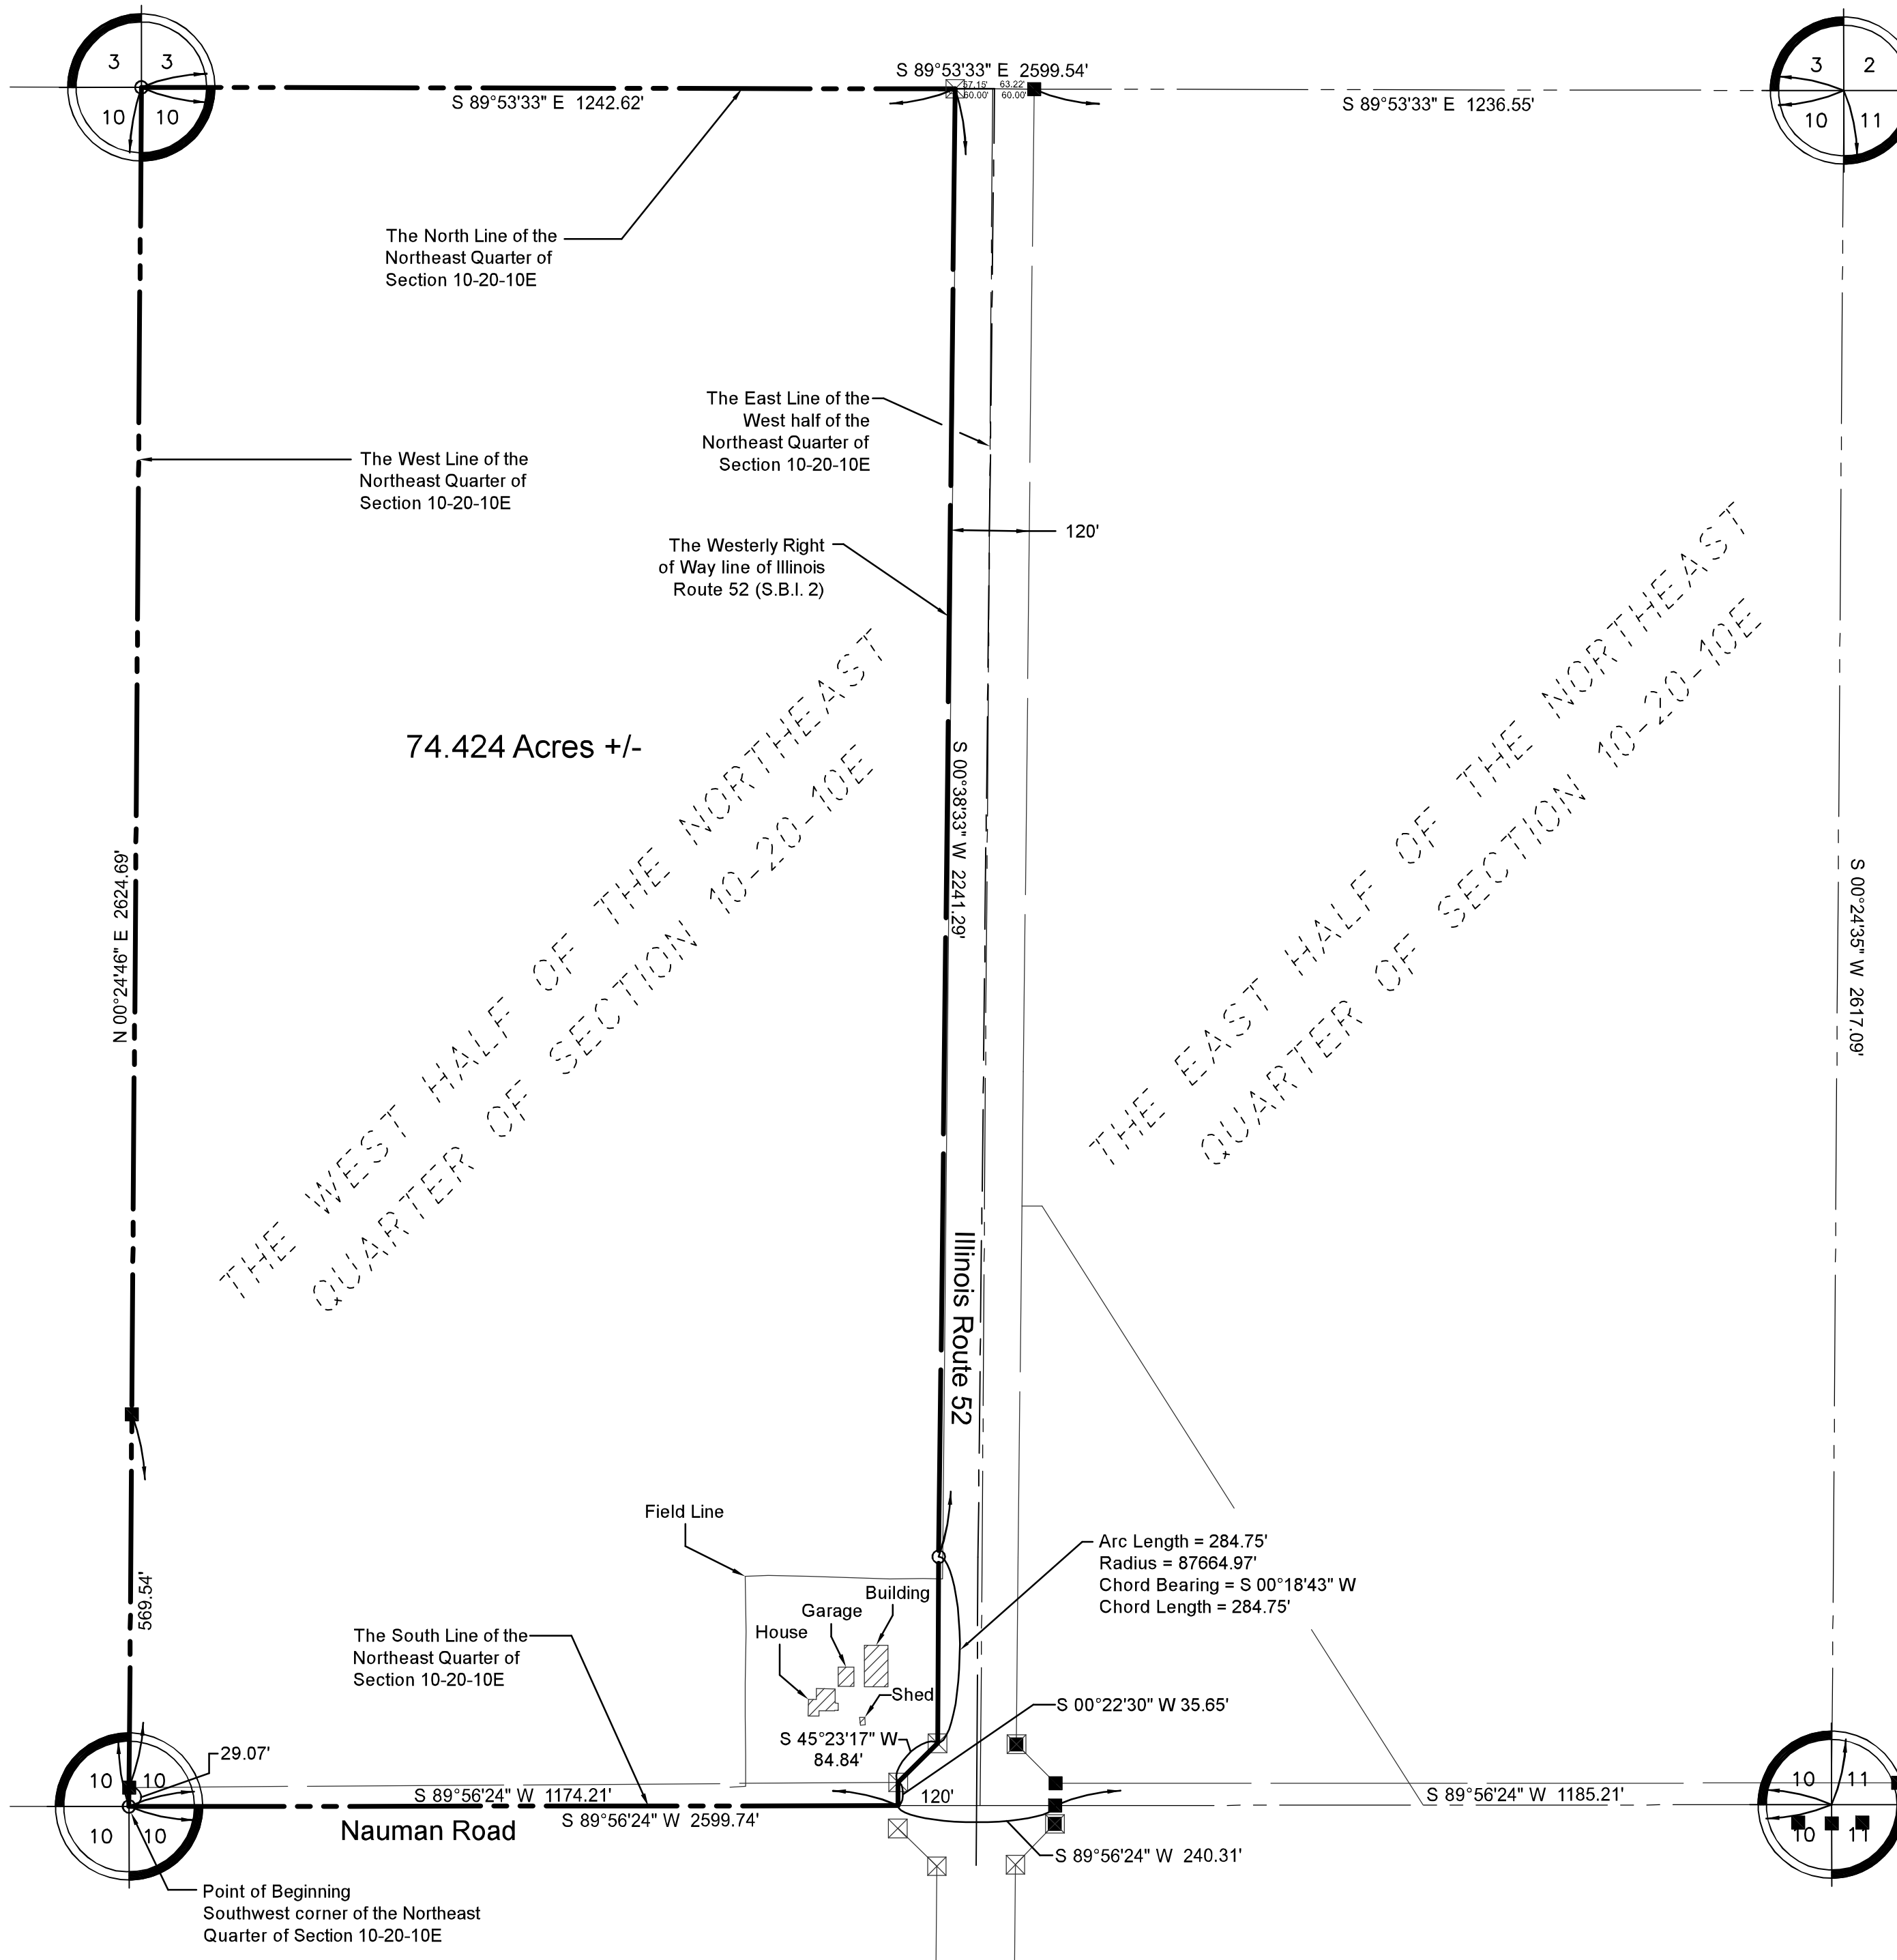 3 3
10 10
S 89°53'33" E 2599.54'
57.15' 63.22'
60.00' 60.00'
S 89°53'33" E 1242.62'
S 89°53'33" E 1236.55'
3 2
10 11
The North Line of the
Northeast Quarter of
Section 10-20-10E
The East Line of the
West half of the
Northeast Quarter of
Section 10-20-10E
The West Line of the
Northeast Quarter of
Section 10-20-10E
120'
The Westerly Right
of Way line of Illinois
Route 52 (S.B.I. 2)
74.424 Acres +/-
THE WEST HALF OF THE NORTHEAST
QUARTER OF SECTION 10-20-10E
THE EAST HALF OF THE NORTHEAST
QUARTER OF SECTION 10-20-10E
N 00°24'46" E 2624.69'
S 00°38'33" W 2241.29'
S 00°24'35" W 2617.09'
Illinois Route 52
Field Line
Arc Length = 284.75'
Radius = 87664.97'
Chord Bearing = S 00°18'43" W
Chord Length = 284.75'
569.54'
Building
Garage
House
Shed
The South Line of the
Northeast Quarter of
Section 10-20-10E
S 00°22'30" W 35.65'
S 45°23'17" W
84.84'
29.07'
10 10
10 10
S 89°56'24" W 1174.21'
120'
S 89°56'24" W 1185.21'
S 89°56'24" W 2599.74'
Nauman Road
S 89°56'24" W 240.31'
10 11
10 11
Point of Beginning
Southwest corner of the Northeast
Quarter of Section 10-20-10E